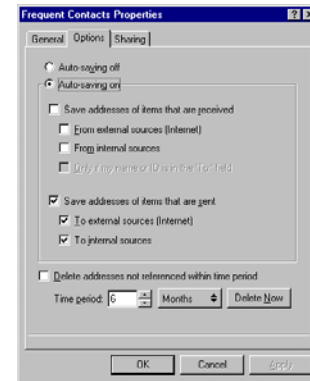 Frequent Contacts Properties
General Options Sharing
Auto-saving off
Auto-saving on
Save addresses of items that are received
From external sources (Internet)
From internal sources
Only if my name or ID is in the "To" field
Save addresses of items that are sent
To external sources (Internet)
To internal sources
Delete addresses not referenced within time period
Time period: 6 Months Delete Now
OK Cancel Apply